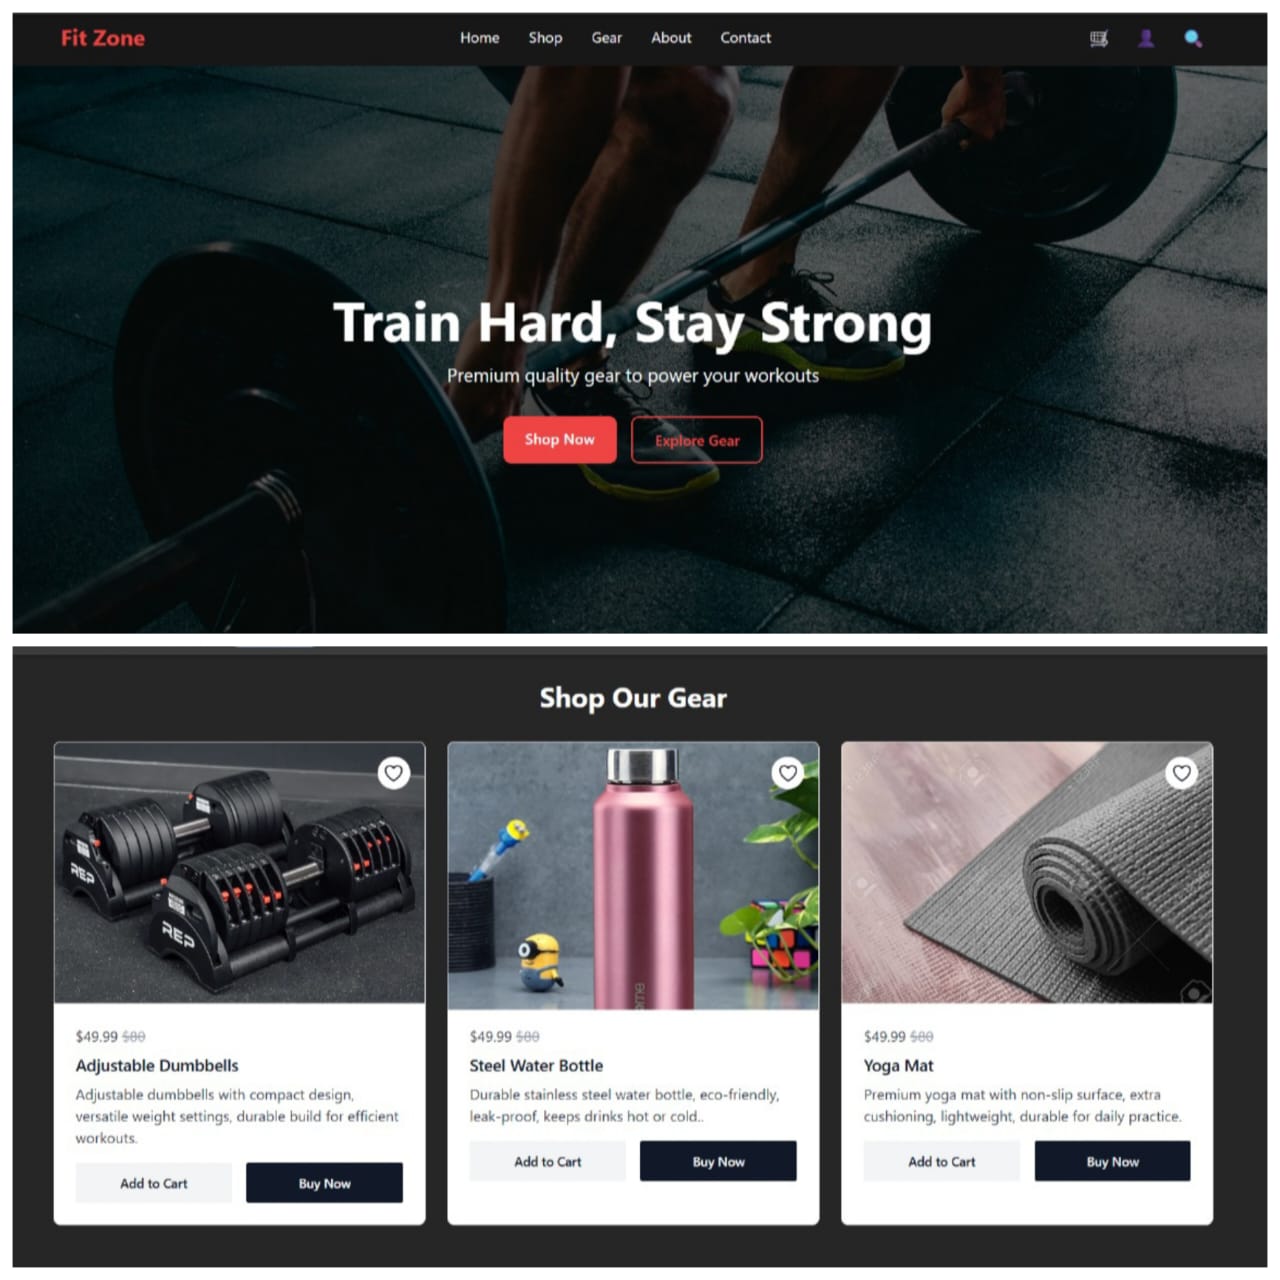 Fit Zone
Home Shop Gear About Contact
Train Hard, Stay Strong
Premium quality gear to power your workouts
Shop Now Explore Gear
Shop Our Gear
REP
REP
$49.99 $80
Adjustable Dumbbells
Adjustable dumbbells with compact design,
versatile weight settings, durable build for efficient
workouts.
Add to Cart Buy Now
$49.99 $80
Steel Water Bottle
Durable stainless steel water bottle, eco-friendly,
leak-proof, keeps drinks hot or cold..
Add to Cart Buy Now
$49.99 $80
Yoga Mat
Premium yoga mat with non-slip surface, extra
cushioning, lightweight, durable for daily practice.
Add to Cart Buy Now